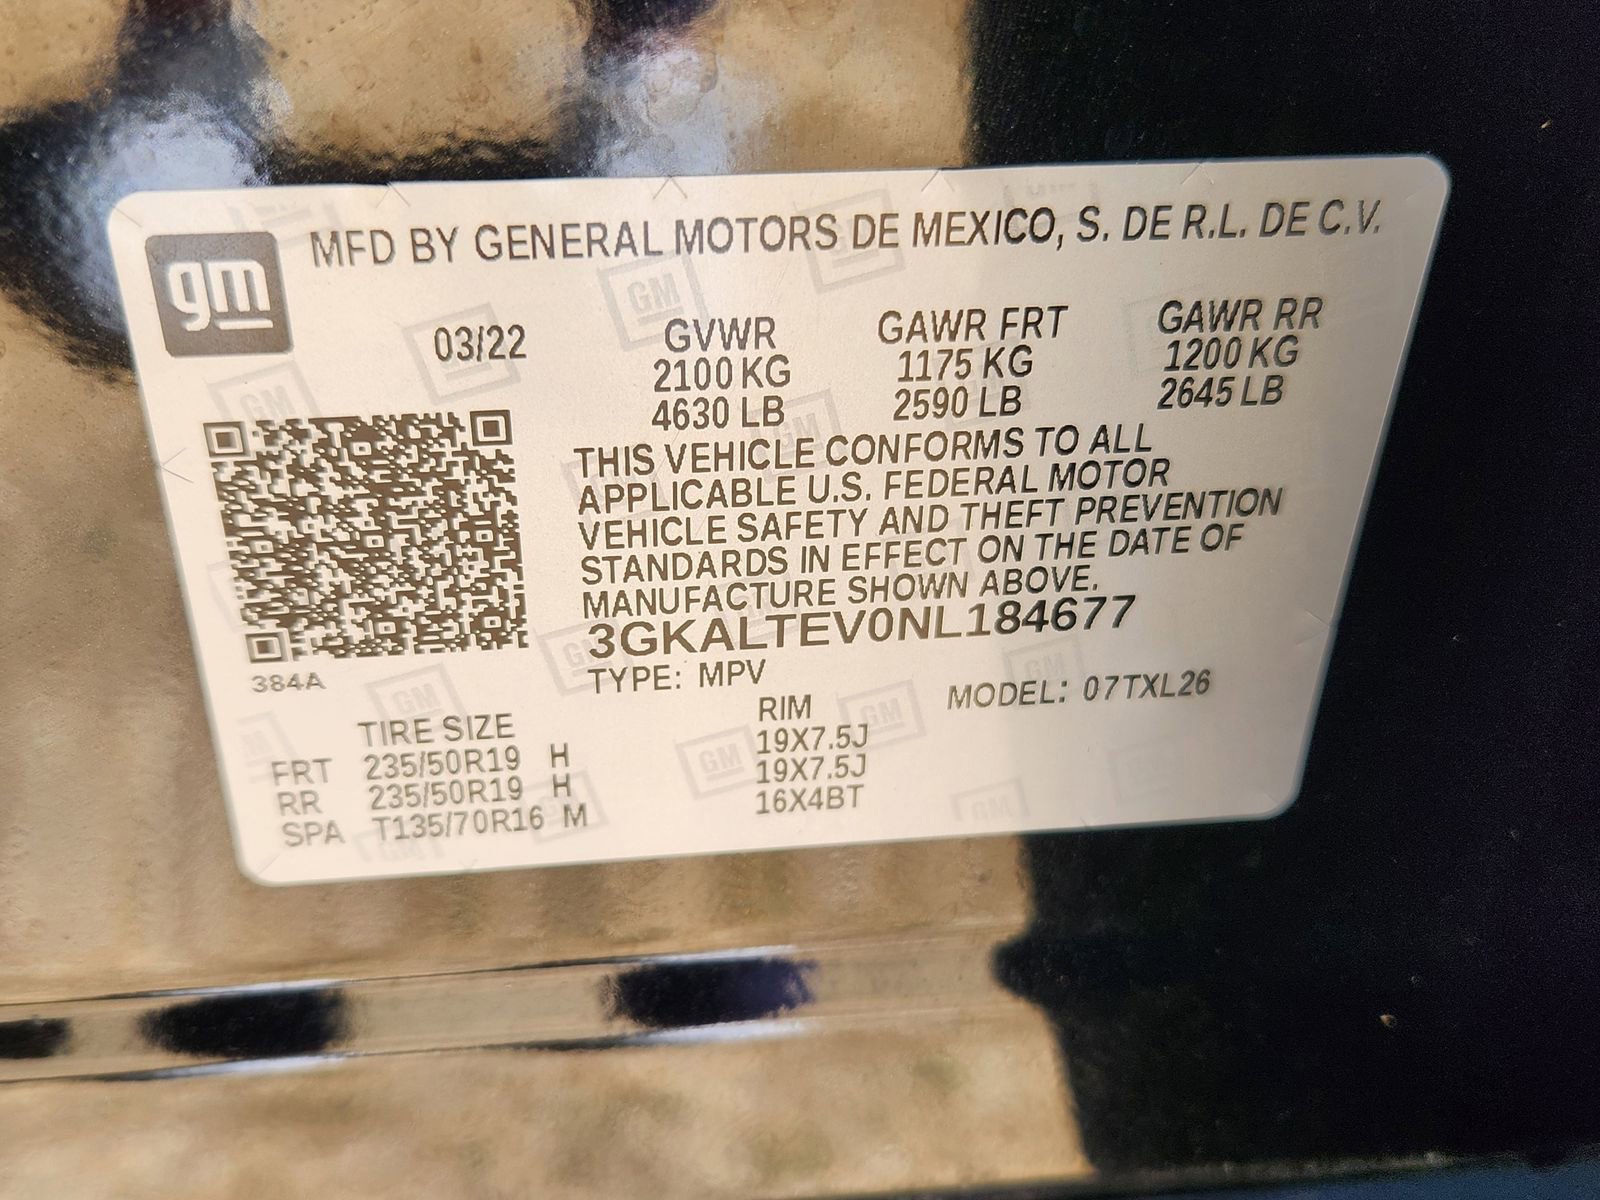 gm
MFD BY GENERAL MOTORS DE MEXICO, S. DE R.L. DE C.V.
03/22 GVWR GAWR FRT GAWR RR
2100 KG 1175 KG 1200 KG
4630 LB 2590 LB 2645 LB
THIS VEHICLE CONFORMS TO ALL
APPLICABLE U.S. FEDERAL MOTOR
VEHICLE SAFETY AND THEFT PREVENTION
STANDARDS IN EFFECT ON THE DATE OF
MANUFACTURE SHOWN ABOVE.
3GKALTEV0NL184677
384A
TYPE: MPV MODEL: 07TXL26
TIRE SIZE RIM
FRT 235/50R19 H 19X7.5J
RR 235/50R19 H 19X7.5J
SPA T135/70R16 M 16X4BT